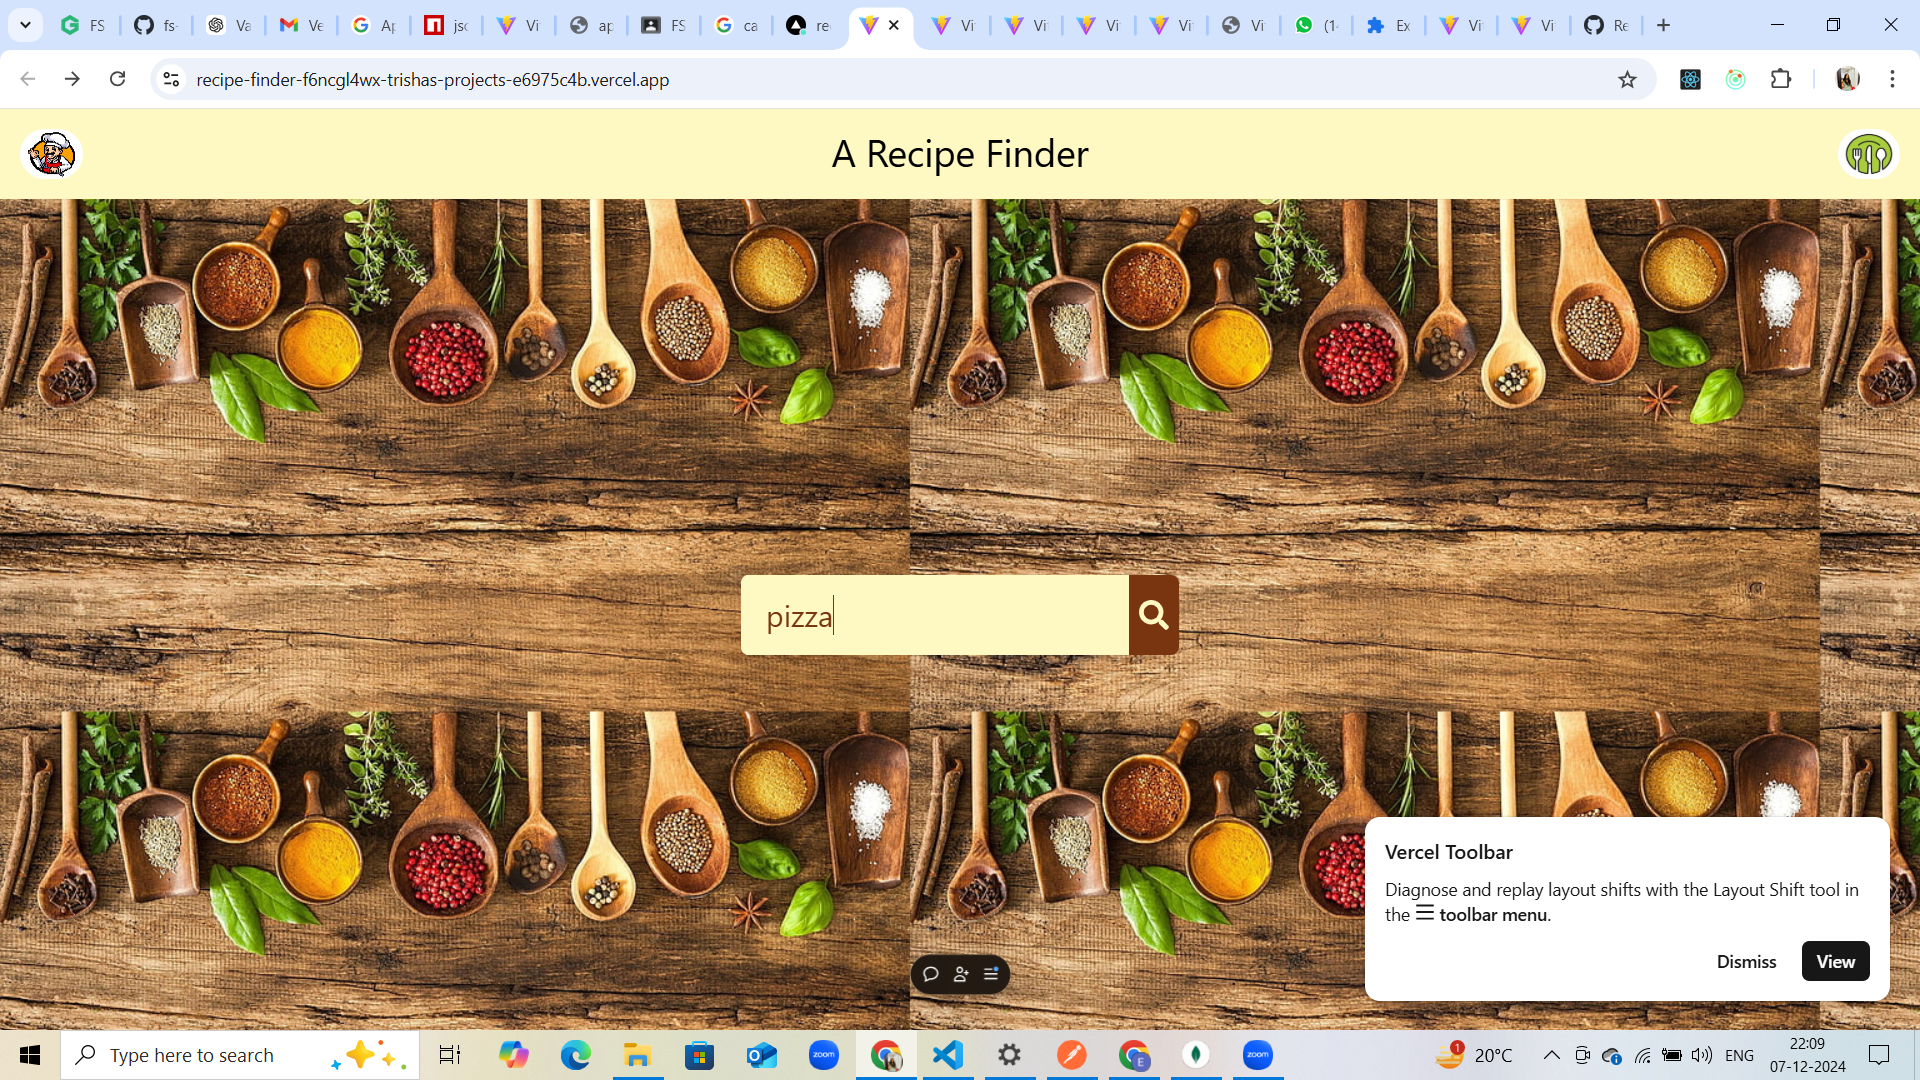 FS
fs-
Va
Ve
Ap
jsc
Vi
ap
FS
ca
re
Vi
Vi
Vi
Vi
Vi
(1
Ex
Vi
Vi
Re
recipe-finder-f6ncgl4wx-trishas-projects-e6975c4b.vercel.app
A Recipe Finder
pizza
Vercel Toolbar
Diagnose and replay layout shifts with the Layout Shift tool in
the ☰ toolbar menu.
Dismiss
View
Type here to search
zoom
E
zoom
1
20°C
ENG
22:09
07-12-2024